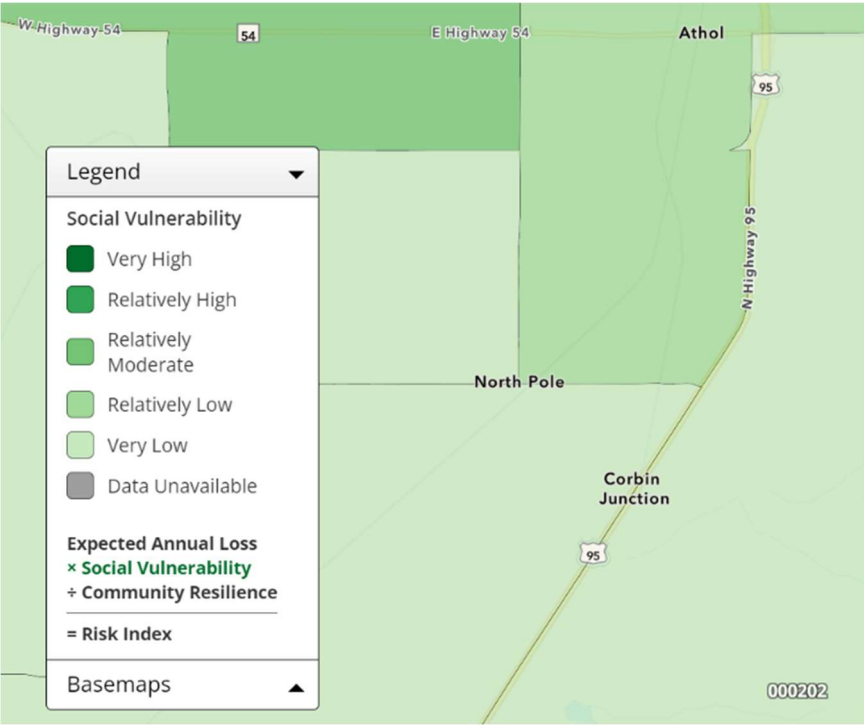 W Highway 54
54
E Highway 54
Athol
95
Legend
Social Vulnerability
Very High
Relatively High
Relatively
Moderate
Relatively Low
Very Low
Data Unavailable
Expected Annual Loss
× Social Vulnerability
÷ Community Resilience
= Risk Index
Basemaps
N Highway 95
North Pole
Corbin
Junction
95
000202